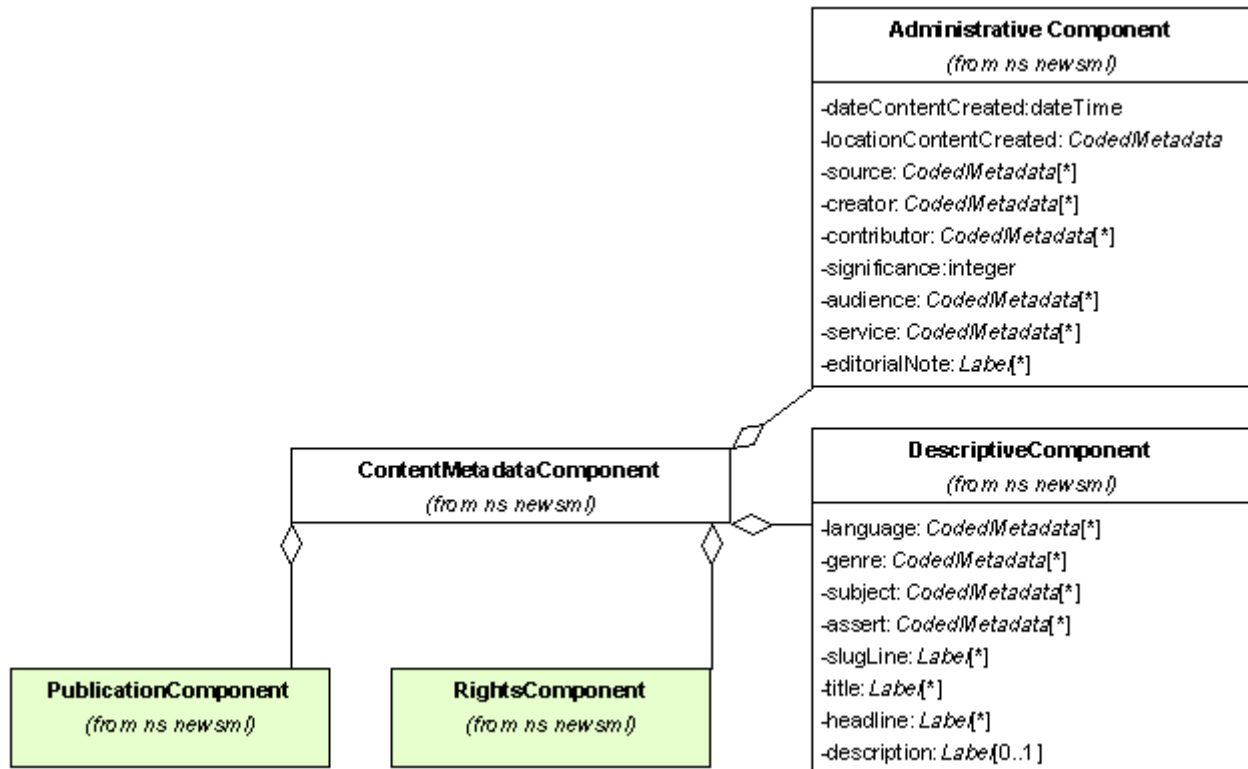 Administrative Component
(from ns newsml)
-dateContentCreated:dateTime
-locationContentCreated: CodedMetadata
-source: CodedMetadata[*]
-creator: CodedMetadata[*]
-contributor: CodedMetadata[*]
-significance:integer
-audience: CodedMetadata[*]
-service: CodedMetadata[*]
-editorialNote: Label[*]
ContentMetadataComponent
(from ns newsml)
DescriptiveComponent
(from ns newsml)
-language: CodedMetadata[*]
-genre: CodedMetadata[*]
-subject: CodedMetadata[*]
-assert: CodedMetadata[*]
-slugLine: Label[*]
-title: Label[*]
-headline: Label[*]
-description: Label[0..1]
PublicationComponent
(from ns newsml)
RightsComponent
(from ns newsml)